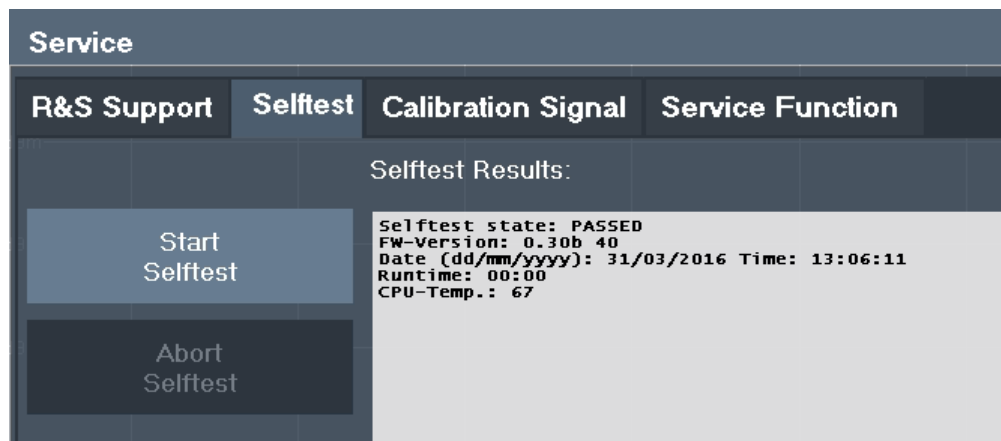 Service
R&S Support Selftest Calibration Signal Service Function
Selftest Results:
Start
Selftest
Selftest state: PASSED
FW-Version: 0.30b 40
Date (dd/mm/yyyy): 31/03/2016 Time: 13:06:11
Runtime: 00:00
CPU-Temp.: 67
Abort
Selftest